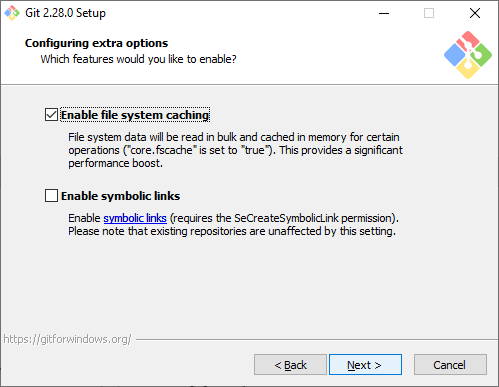 Git 2.28.0 Setup
Configuring extra options
Which features would you like to enable?
Enable file system caching
File system data will be read in bulk and cached in memory for certain
operations ("core.fscache" is set to "true"). This provides a significant
performance boost.
Enable symbolic links
Enable symbolic links (requires the SeCreateSymbolicLink permission).
Please note that existing repositories are unaffected by this setting.
https://gitforwindows.org/
< Back Next > Cancel